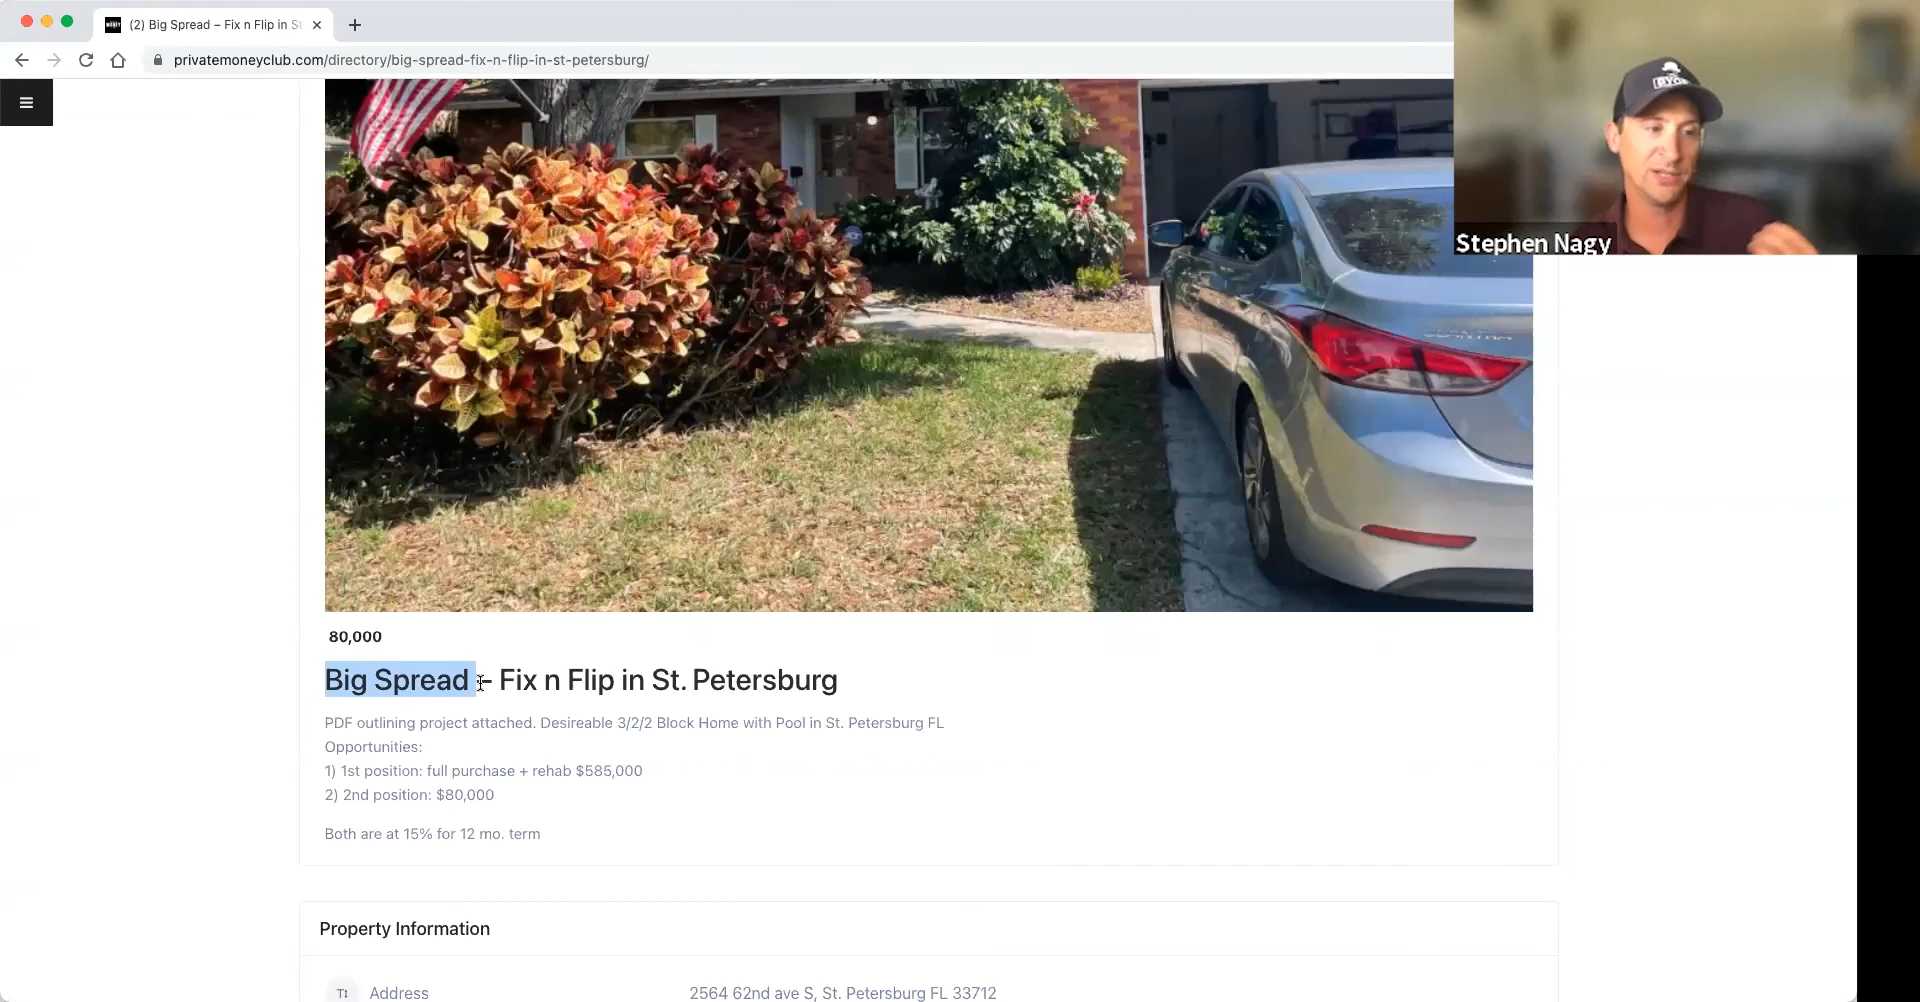 (2) Big Spread – Fix n Flip in St
privatemoneyclub.com/directory/big-spread-fix-n-flip-in-st-petersburg/
Stephen Nagy
ELANTRA
80,000
Big Spread – Fix n Flip in St. Petersburg
PDF outlining project attached. Desireable 3/2/2 Block Home with Pool in St. Petersburg FL
Opportunities:
1) 1st position: full purchase + rehab $585,000
2) 2nd position: $80,000
Both are at 15% for 12 mo. term
Property Information
Address 2564 62nd ave S, St. Petersburg FL 33712